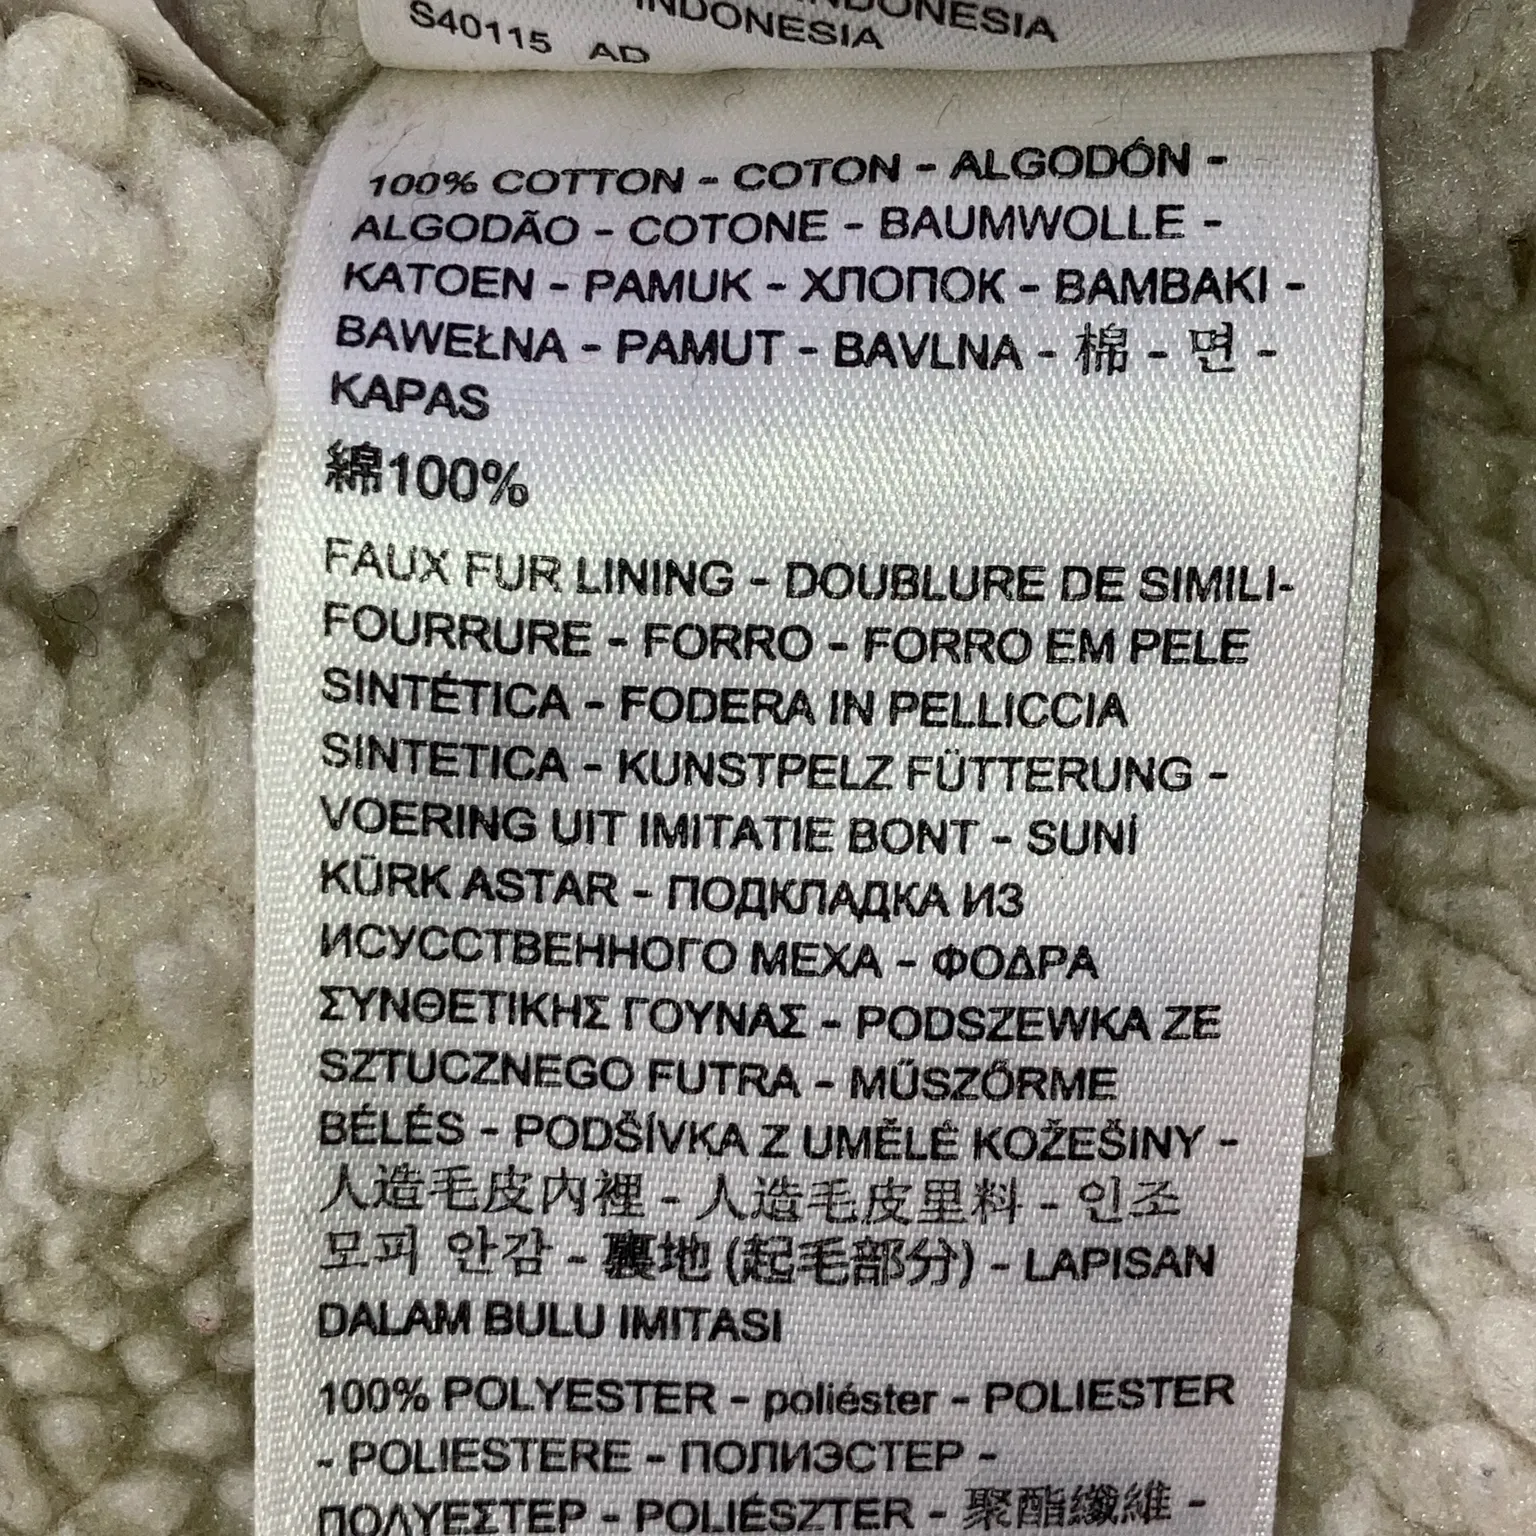 INDONESIA INDONESIA
S40115 AD
100% COTTON - COTON - ALGODÓN -
ALGODÃO - COTONE - BAUMWOLLE -
KATOEN - PAMUK - ХЛОПОК - BAMBAKI -
BAWEŁNA - PAMUT - BAVLNA - 棉 - 면 -
KAPAS
綿100%
FAUX FUR LINING - DOUBLURE DE SIMILI-
FOURRURE - FORRO - FORRO EM PELE
SINTÉTICA - FODERA IN PELLICCIA
SINTETICA - KUNSTPELZ FÜTTERUNG -
VOERING UIT IMITATIE BONT - SUNİ
KÜRK ASTAR - ПОДКЛАДКА ИЗ
ИСУССТВЕННОГО МЕХА - ΦΟΔΡΑ
ΣΥΝΘΕΤΙΚΗΣ ΓΟΥΝΑΣ - PODSZEWKA ZE
SZTUCZNEGO FUTRA - MŰSZŐRME
BÉLÉS - PODŠÍVKA Z UMĚLÉ KOŽEŠINY -
人造毛皮內裡 - 人造毛皮里料 - 인조
모피 안감 - 裏地 (起毛部分) - LAPISAN
DALAM BULU IMITASI
100% POLYESTER - poliéster - POLIESTER
- POLIESTERE - ПОЛИЭСТЕР -
ΠΟΛΥΕΣΤΕΡ - POLIÉSZTER - 聚酯纖維 -